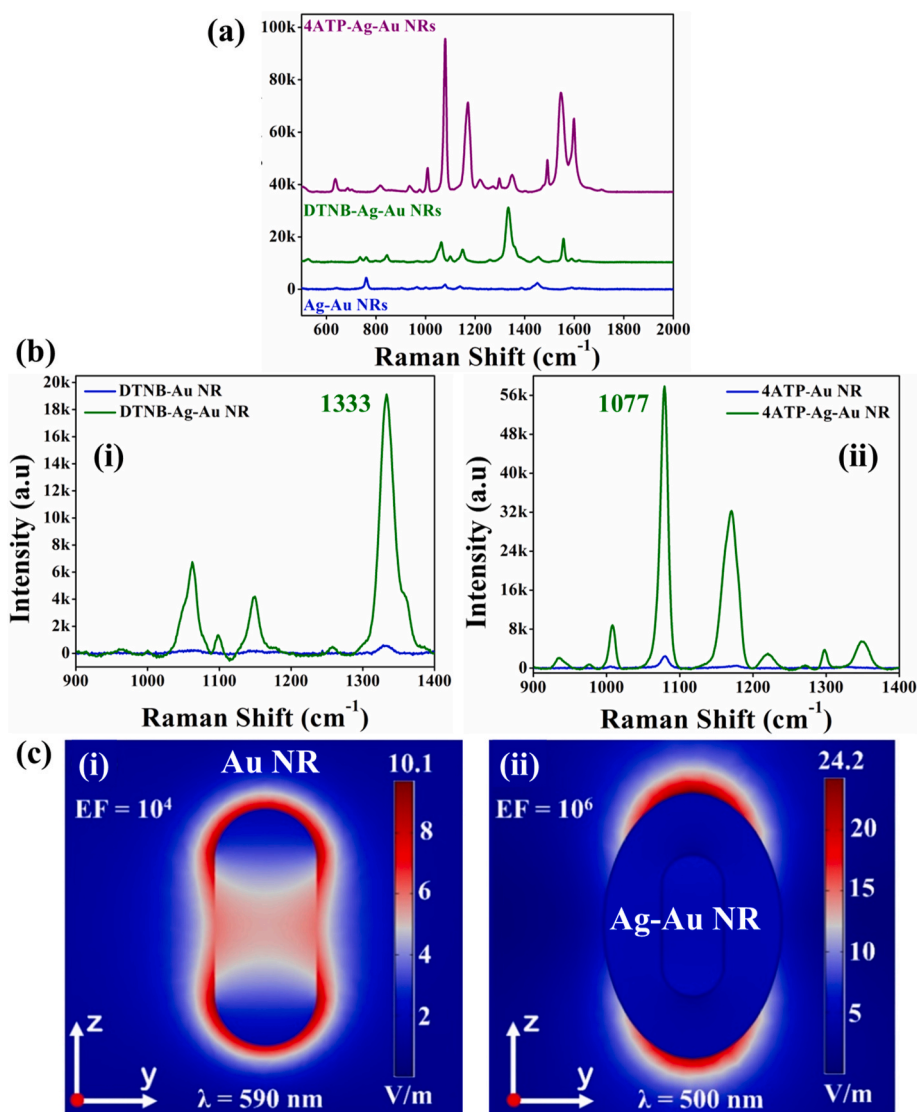 (a)
4ATP-Ag-Au NRs
100k
80k
60k
40k
DTNB-Ag-Au NRs
20k
0
Ag-Au NRs
600 800 1000 1200 1400 1600 1800 2000
Raman Shift (cm⁻¹)
(b)
20k
18k
16k
14k
12k
10k
8k
6k
4k
2k
0
DTNB-Au NR
DTNB-Ag-Au NR
1333
(i)
Intensity (a.u)
900 1000 1100 1200 1300 1400
Raman Shift (cm⁻¹)
56k
48k
40k
32k
24k
16k
8k
0
1077
4ATP-Au NR
4ATP-Ag-Au NR
(ii)
Intensity (a.u)
900 1000 1100 1200 1300 1400
Raman Shift (cm⁻¹)
(c)
(i)
Au NR
10.1
EF = 10⁴
8
6
4
2
z
y
λ = 590 nm
V/m
(ii)
24.2
EF = 10⁶
20
15
Ag-Au NR
10
5
z
y
λ = 500 nm
V/m